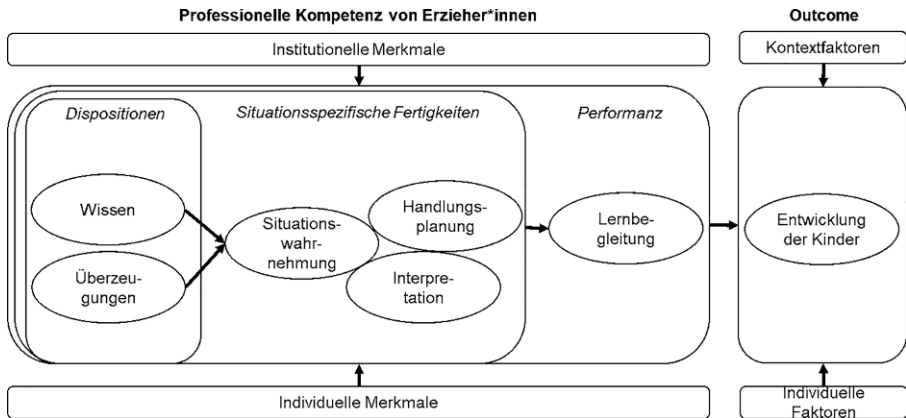 Professionelle Kompetenz von Erzieher*innen
Outcome
Institutionelle Merkmale
Kontextfaktoren
Dispositionen
Situationsspezifische Fertigkeiten
Performanz
Wissen
Überzeu-
gungen
Situations-
wahr-
nehmung
Handlungs-
planung
Interpre-
tation
Lernbe-
gleitung
Entwicklung
der Kinder
Individuelle Merkmale
Individuelle
Faktoren